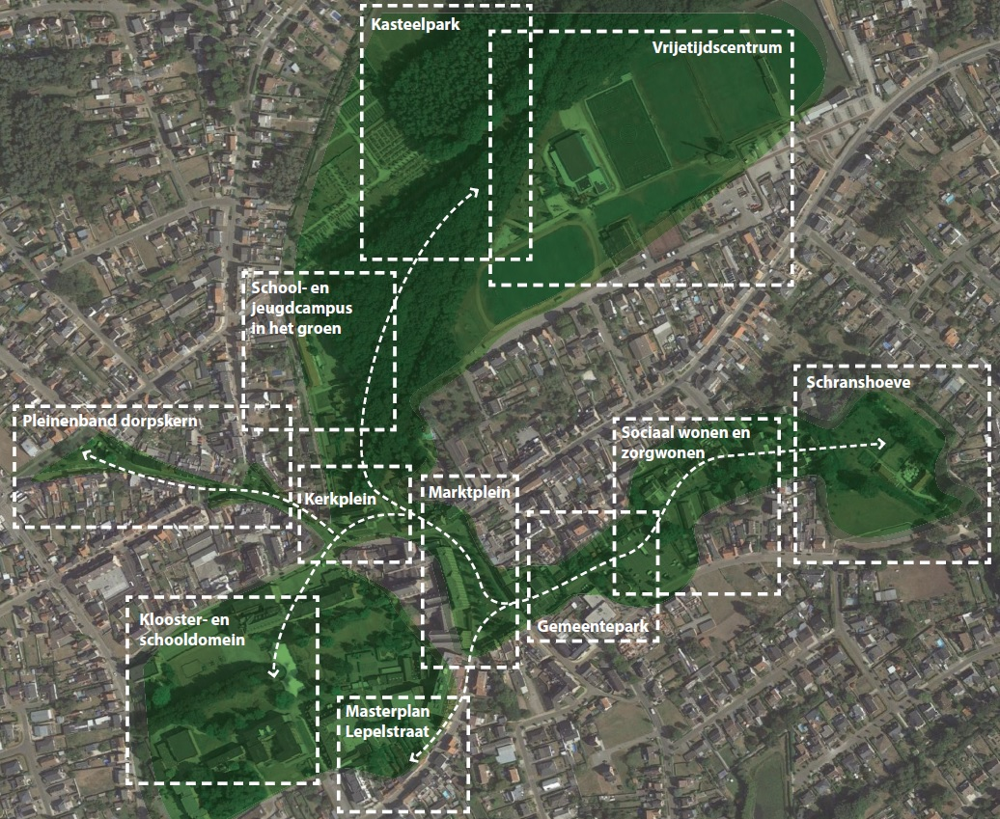 Kasteelpark
Vrijetijdscentrum
School- en
jeugdcampus
in het groen
Schranshoeve
Pleinenband dorpskern
Sociaal wonen en
zorgwonen
Kerkplein
Marktplein
Klooster- en
schooldomein
Gemeentepark
Masterplan
Lepelstraat